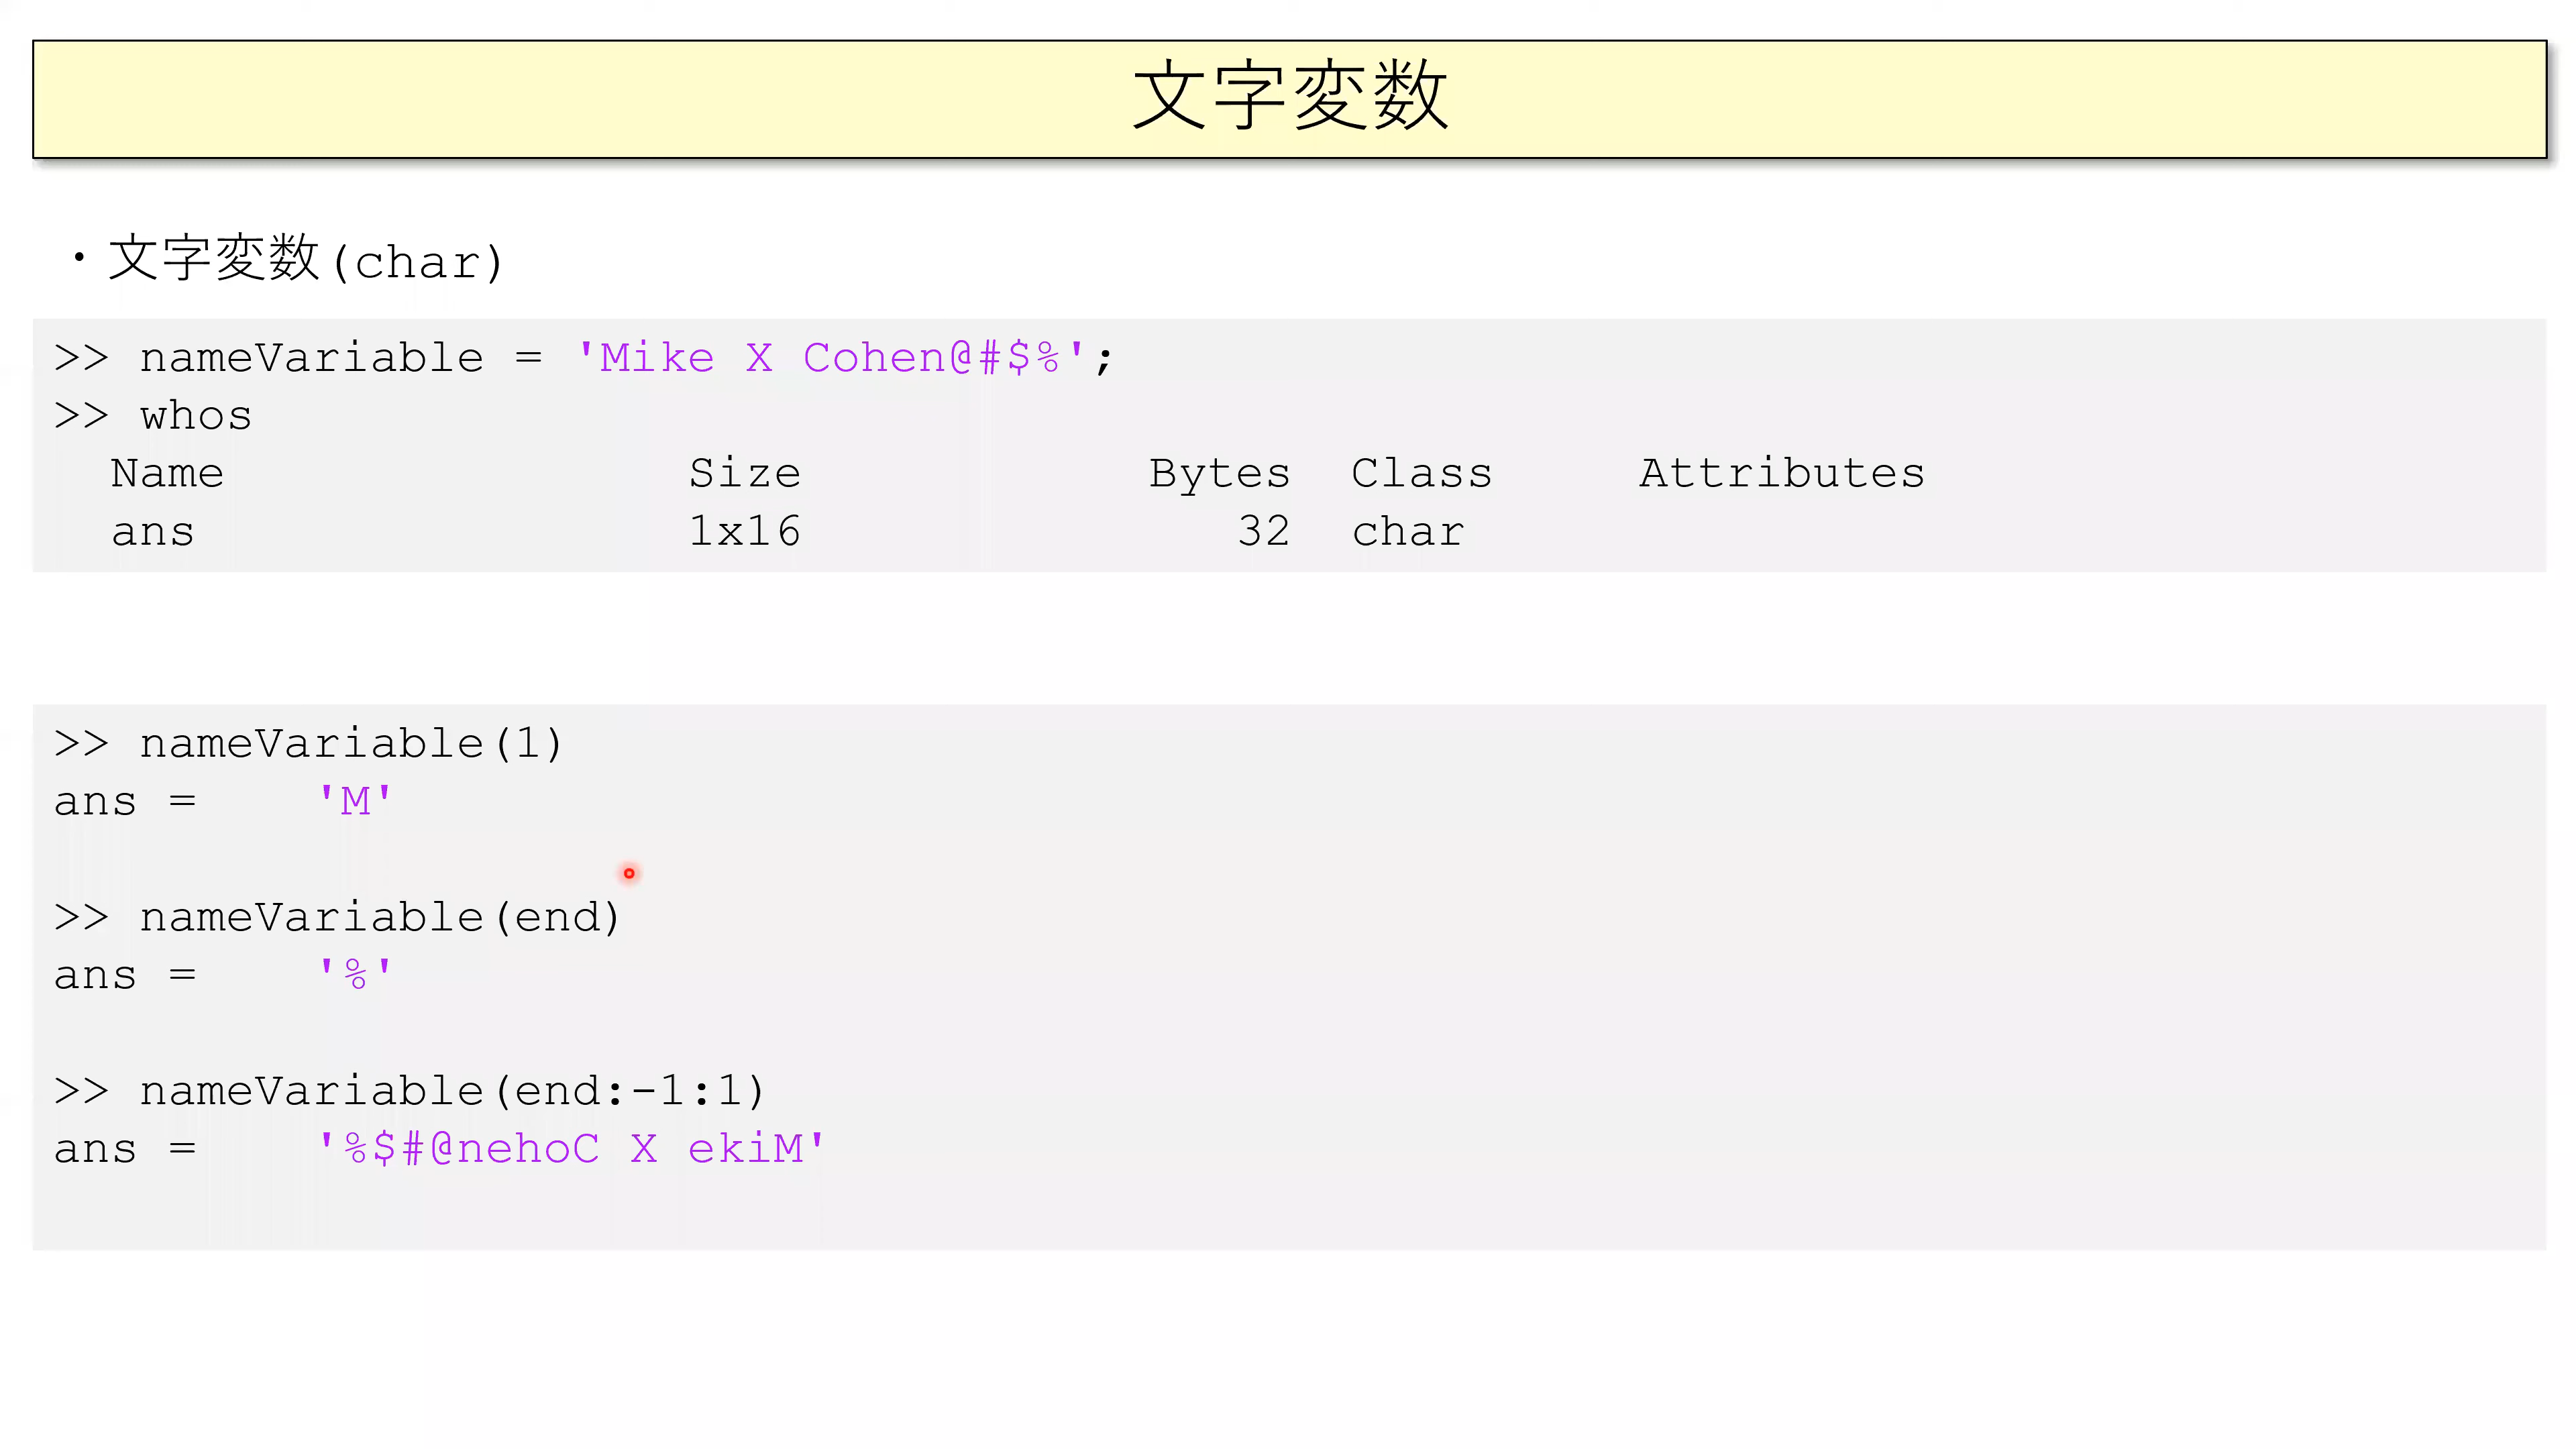 文字変数
・文字変数(char)
>> nameVariable = 'Mike X Cohen@#$%';
>> whos
Name Size Bytes Class Attributes
ans 1x16 32 char
>> nameVariable(1)
ans = 'M'
>> nameVariable(end)
ans = '%'
>> nameVariable(end:-1:1)
ans = '%$#@nehoC X ekiM'